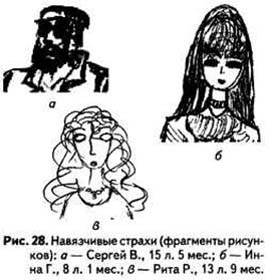 а
б
в
Рис. 28. Навязчивые страхи (фрагменты рисун-
ков): а — Сергей В., 15 л. 5 мес.; б — Ин-
на Г., 8 л. 1 мес.; в — Рита Р., 13 л. 9 мес.